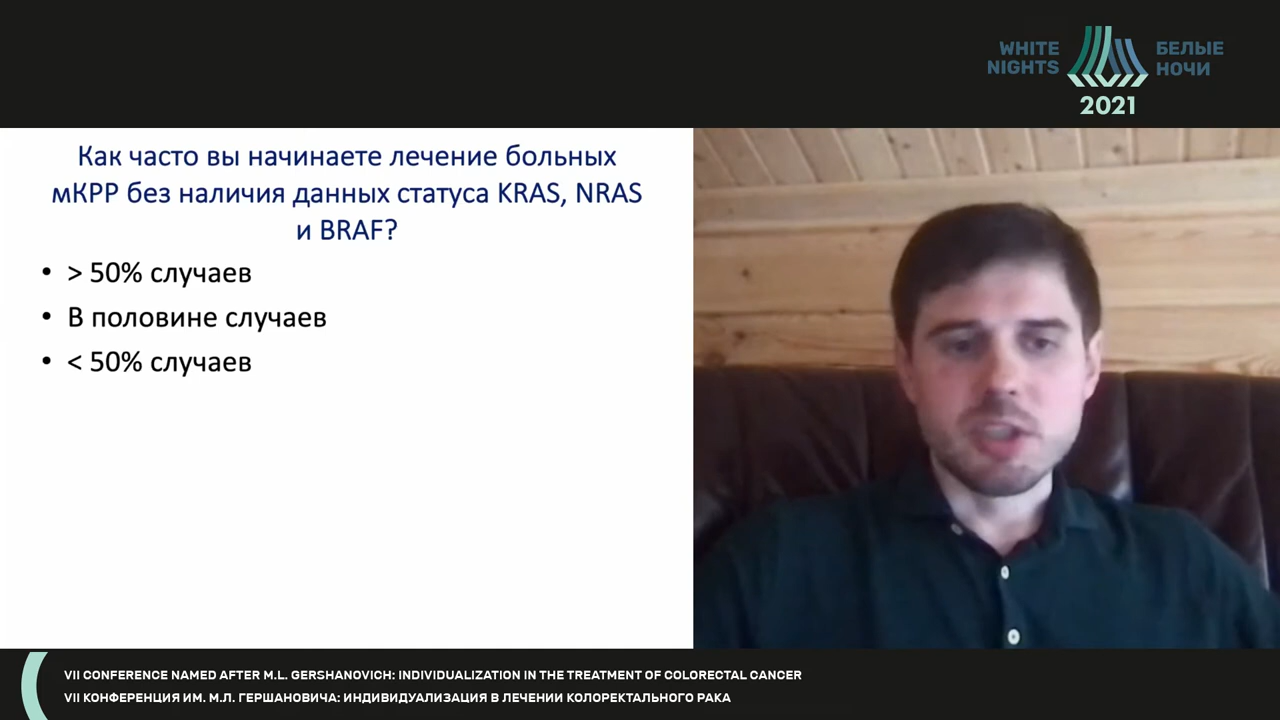 WHITE
NIGHTS
БЕЛЫЕ
НОЧИ
2021
Как часто вы начинаете лечение больных
мКРР без наличия данных статуса KRAS, NRAS
и BRAF?
• > 50% случаев
• В половине случаев
• < 50% случаев
VII CONFERENCE NAMED AFTER M.L. GERSHANOVICH: INDIVIDUALIZATION IN THE TREATMENT OF COLORECTAL CANCER
VII КОНФЕРЕНЦИЯ ИМ. М.Л. ГЕРШАНОВИЧА: ИНДИВИДУАЛИЗАЦИЯ В ЛЕЧЕНИИ КОЛОРЕКТАЛЬНОГО РАКА